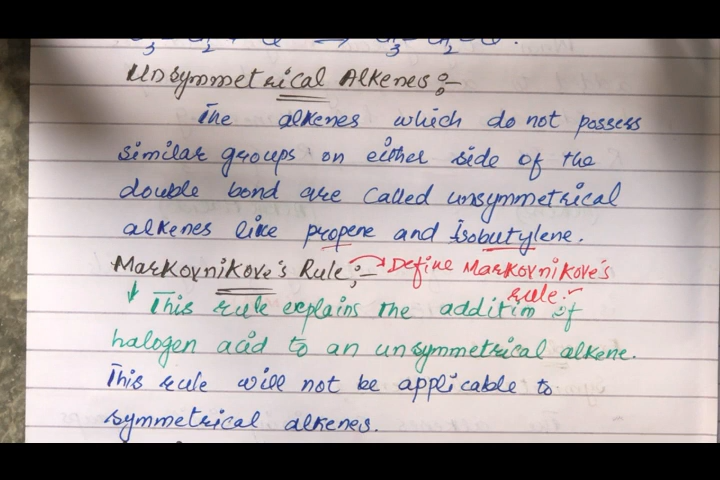 Unsymmetrical Alkenes:-
The alkenes which do not possess
similar groups on either side of the
double bond are called unsymmetrical
alkenes like propene and isobutylene.
Markovnikove's Rule:- → Define Markovnikove's
rule:-
↓ This rule explains the addition of
halogen acid to an unsymmetrical alkene.
This rule will not be applicable to
symmetrical alkenes.